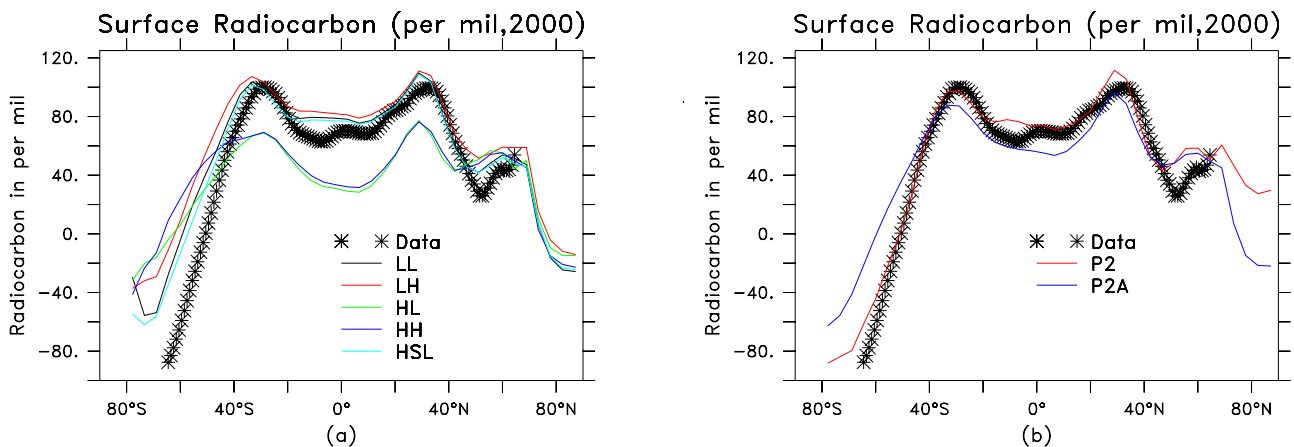 Surface Radiocarbon (per mil,2000)
Radiocarbon in per mil
120.
80.
40.
0.
-40.
-80.
Data
LL
LH
HL
HH
HSL
80°S 40°S 0° 40°N 80°N
(a)
Surface Radiocarbon (per mil,2000)
Radiocarbon in per mil
120.
80.
40.
0.
-40.
-80.
Data
P2
P2A
80°S 40°S 0° 40°N 80°N
(b)